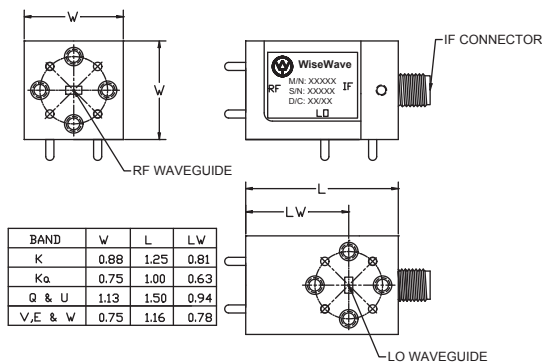 W
IF CONNECTOR
W
WiseWave
M/N: XXXXX
S/N: XXXXX
D/C: XX/XX
RF
IF
LO
RF WAVEGUIDE
L
LW
BAND W L LW
K 0.88 1.25 0.81
Ka 0.75 1.00 0.63
Q & U 1.13 1.50 0.94
V,E & W 0.75 1.16 0.78
LO WAVEGUIDE